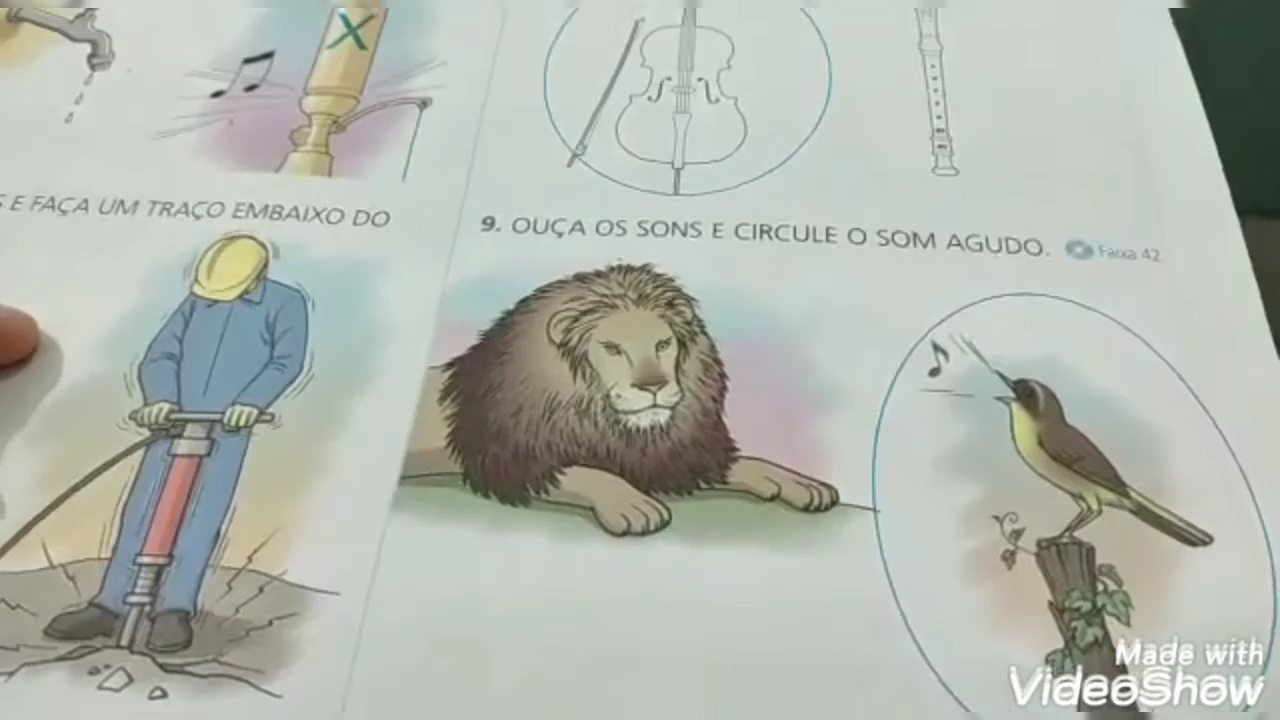 X
S E FAÇA UM TRAÇO EMBAIXO DO
9. OUÇA OS SONS E CIRCULE O SOM AGUDO. Faixa 42
Made with
VideoShow